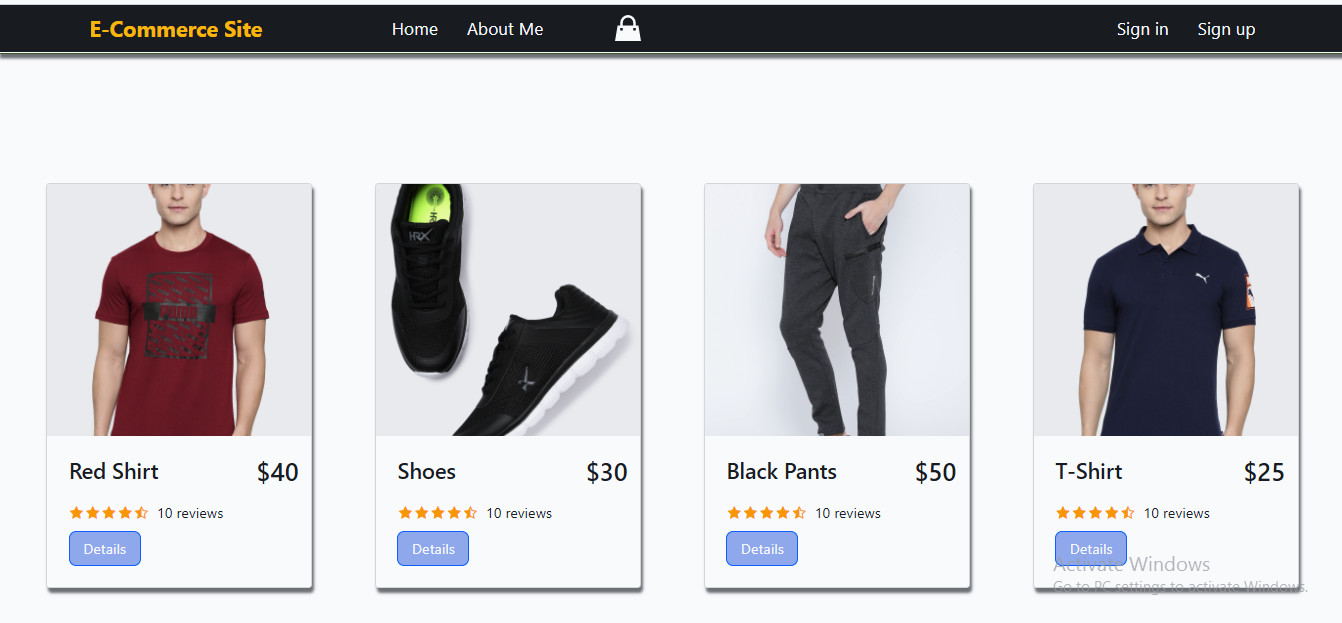 E-Commerce Site Home About Me Sign in Sign up
HRX
Red Shirt $40
10 reviews
Details
Shoes $30
10 reviews
Details
Black Pants $50
10 reviews
Details
T-Shirt $25
10 reviews
Details
Activate Windows
Go to PC settings to activate Windows.